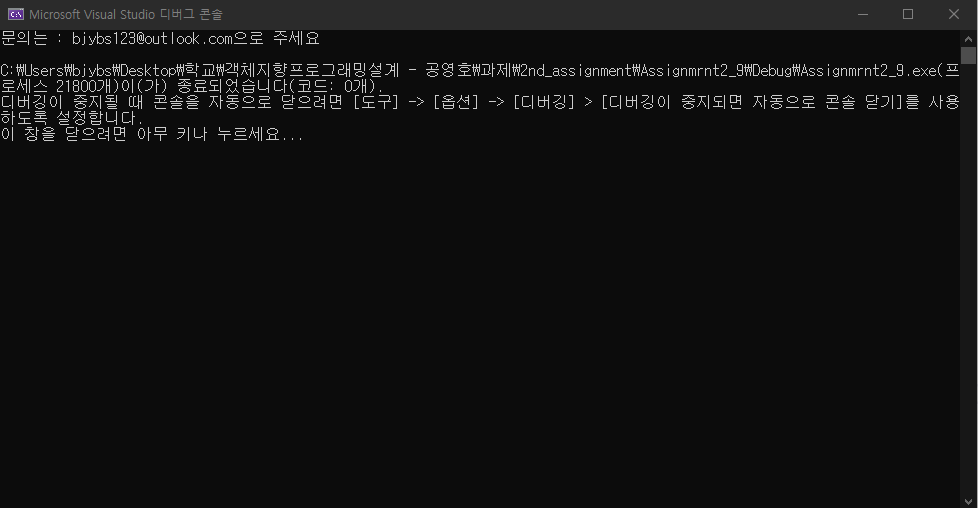 Microsoft Visual Studio 디버그 콘솔
문의는 : bjybs123@outlook.com으로 주세요
C:₩Users₩bjybs₩Desktop₩학교₩객체지향프로그래밍설계 - 공영호₩과제₩2nd_assignment₩Assignmrnt2_9₩Debug₩Assignmrnt2_9.exe(프
로세스 21800개)이(가) 종료되었습니다(코드: 0개).
디버깅이 중지될 때 콘솔을 자동으로 닫으려면 [도구] -> [옵션] -> [디버깅] > [디버깅이 중지되면 자동으로 콘솔 닫기]를 사용
하도록 설정합니다.
이 창을 닫으려면 아무 키나 누르세요...